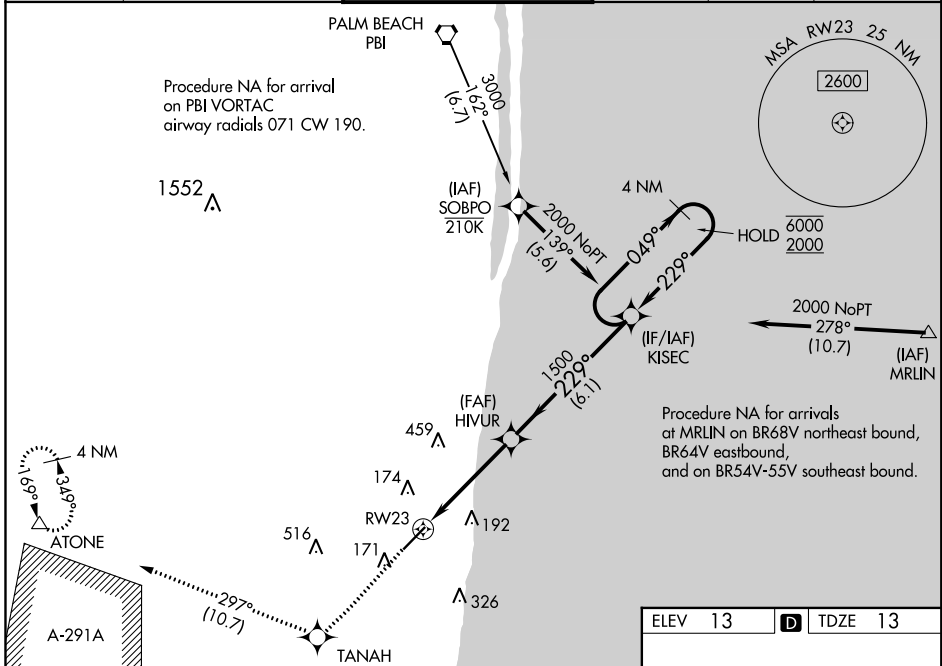 PALM BEACH
PBI
MSA RW23 25 NM
2600
Procedure NA for arrival
on PBI VORTAC
airway radials 071 CW 190.
3000
162°
(6.7)
1552
(IAF)
SOBPO
210K
2000 NoPT
139°
(5.6)
4 NM
049°
229°
HOLD
6000
2000
2000 NoPT
278°
(10.7)
(IAF)
MRLIN
(IF/IAF)
KISEC
1500
229°
(6.1)
(FAF)
HIVUR
Procedure NA for arrivals
at MRLIN on BR68V northeast bound,
BR64V eastbound,
and on BR54V-55V southeast bound.
459
174
4 NM
169°
349°
ATONE
RW23
192
516
171
326
297°
(10.7)
A-291A
TANAH
ELEV 13 D TDZE 13